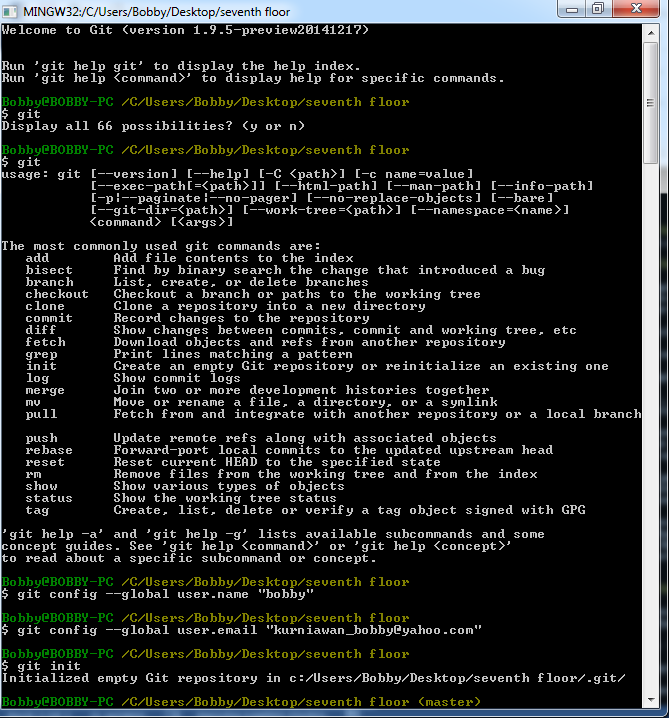 MINGW32:/C/Users/Bobby/Desktop/seventh floor
Welcome to Git (version 1.9.5-preview20141217)
Run 'git help git' to display the help index.
Run 'git help <command>' to display help for specific commands.
Bobby@BOBBY-PC /C/Users/Bobby/Desktop/seventh floor
$ git
Display all 66 possibilities? (y or n)
Bobby@BOBBY-PC /C/Users/Bobby/Desktop/seventh floor
$ git
usage: git [--version] [--help] [-C <path>] [-c name=value]
           [--exec-path[=<path>]] [--html-path] [--man-path] [--info-path]
           [-p¦--paginate¦--no-pager] [--no-replace-objects] [--bare]
           [--git-dir=<path>] [--work-tree=<path>] [--namespace=<name>]
           <command> [<args>]
The most commonly used git commands are:
   add        Add file contents to the index
   bisect     Find by binary search the change that introduced a bug
   branch     List, create, or delete branches
   checkout   Checkout a branch or paths to the working tree
   clone      Clone a repository into a new directory
   commit     Record changes to the repository
   diff       Show changes between commits, commit and working tree, etc
   fetch      Download objects and refs from another repository
   grep       Print lines matching a pattern
   init       Create an empty Git repository or reinitialize an existing one
   log        Show commit logs
   merge      Join two or more development histories together
   mv         Move or rename a file, a directory, or a symlink
   pull       Fetch from and integrate with another repository or a local branch
   push       Update remote refs along with associated objects
   rebase     Forward-port local commits to the updated upstream head
   reset      Reset current HEAD to the specified state
   rm         Remove files from the working tree and from the index
   show       Show various types of objects
   status     Show the working tree status
   tag        Create, list, delete or verify a tag object signed with GPG
'git help -a' and 'git help -g' lists available subcommands and some
concept guides. See 'git help <command>' or 'git help <concept>'
to read about a specific subcommand or concept.
Bobby@BOBBY-PC /C/Users/Bobby/Desktop/seventh floor
$ git config --global user.name "bobby"
Bobby@BOBBY-PC /C/Users/Bobby/Desktop/seventh floor
$ git config --global user.email "kurniawan_bobby@yahoo.com"
Bobby@BOBBY-PC /C/Users/Bobby/Desktop/seventh floor
$ git init
Initialized empty Git repository in c:/Users/Bobby/Desktop/seventh floor/.git/
Bobby@BOBBY-PC /C/Users/Bobby/Desktop/seventh floor (master)